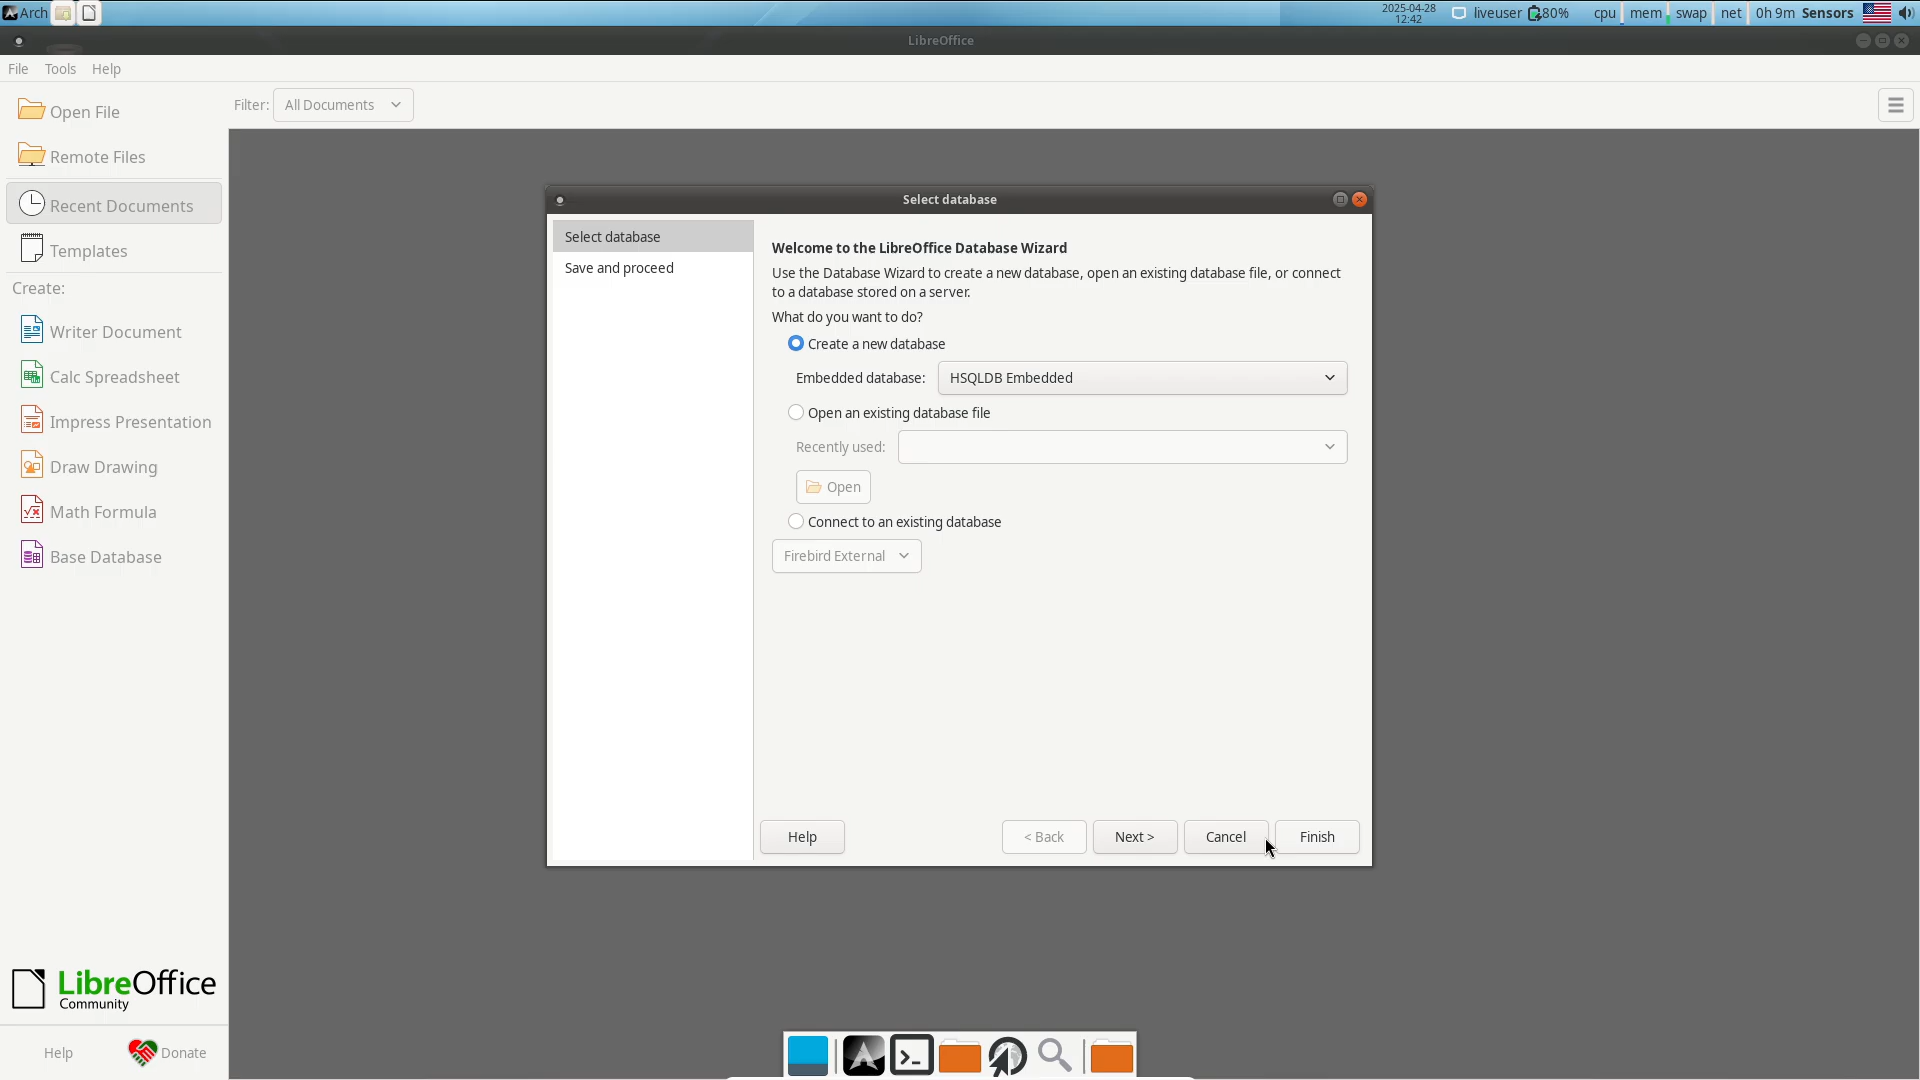 Arch
2025-04-28
12:42
liveuser
80%
cpu
mem
swap
net
0h 9m
Sensors
LibreOffice
File
Tools
Help
Open File
Remote Files
Recent Documents
Templates
Create:
Writer Document
Calc Spreadsheet
Impress Presentation
Draw Drawing
Math Formula
Base Database
LibreOffice
Community
Help
Donate
Filter:
All Documents
Select database
Select database
Save and proceed
Welcome to the LibreOffice Database Wizard
Use the Database Wizard to create a new database, open an existing database file, or connect
to a database stored on a server.
What do you want to do?
Create a new database
Embedded database:
HSQLDB Embedded
Open an existing database file
Recently used:
Open
Connect to an existing database
Firebird External
Help
< Back
Next >
Cancel
Finish